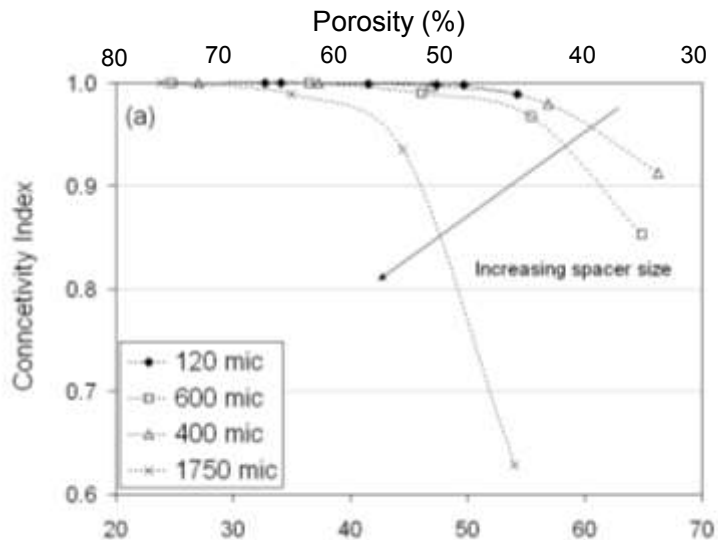 Porosity (%)
80 70 60 50 40 30
1.0
(a)
0.9
Conncetivity Index
Increasing spacer size
0.8
120 mic
600 mic
0.7
400 mic
1750 mic
0.6
20 30 40 50 60 70